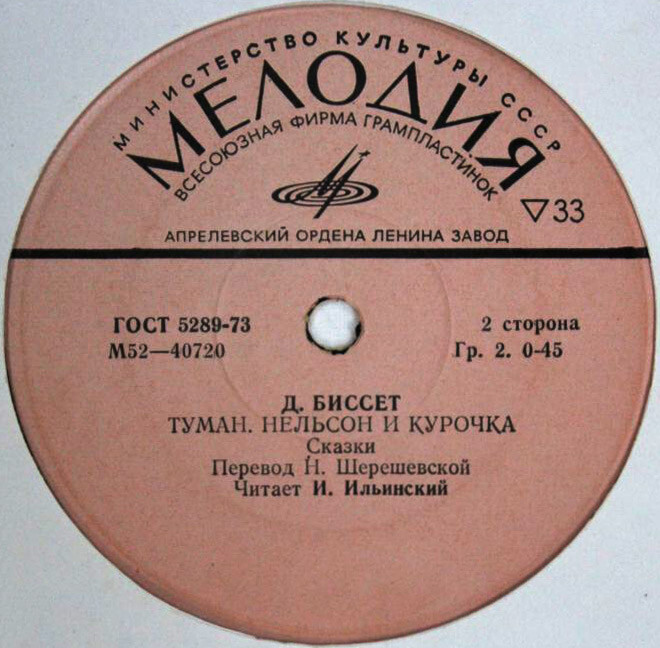 МИНИСТЕРСТВО КУЛЬТУРЫ СССР
МЕЛОДИЯ
ВСЕСОЮЗНАЯ ФИРМА ГРАМПЛАСТИНОК
▽33
АПРЕЛЕВСКИЙ ОРДЕНА ЛЕНИНА ЗАВОД
ГОСТ 5289-73 2 сторона
М52—40720 Гр. 2. 0-45
Д. БИССЕТ
ТУМАН. НЕЛЬСОН И КУРОЧКА
Сказки
Перевод Н. Шерешевской
Читает И. Ильинский